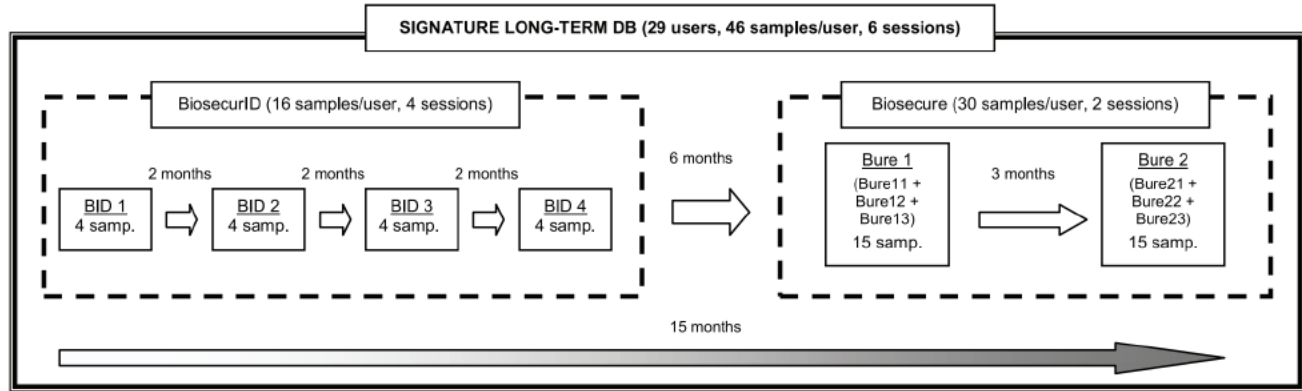 SIGNATURE LONG-TERM DB (29 users, 46 samples/user, 6 sessions)
BiosecurID (16 samples/user, 4 sessions)
2 months
2 months
2 months
BID 1
4 samp.
BID 2
4 samp.
BID 3
4 samp.
BID 4
4 samp.
6 months
Biosecure (30 samples/user, 2 sessions)
Bure 1
(Bure11 +
Bure12 +
Bure13)
15 samp.
3 months
Bure 2
(Bure21 +
Bure22 +
Bure23)
15 samp.
15 months